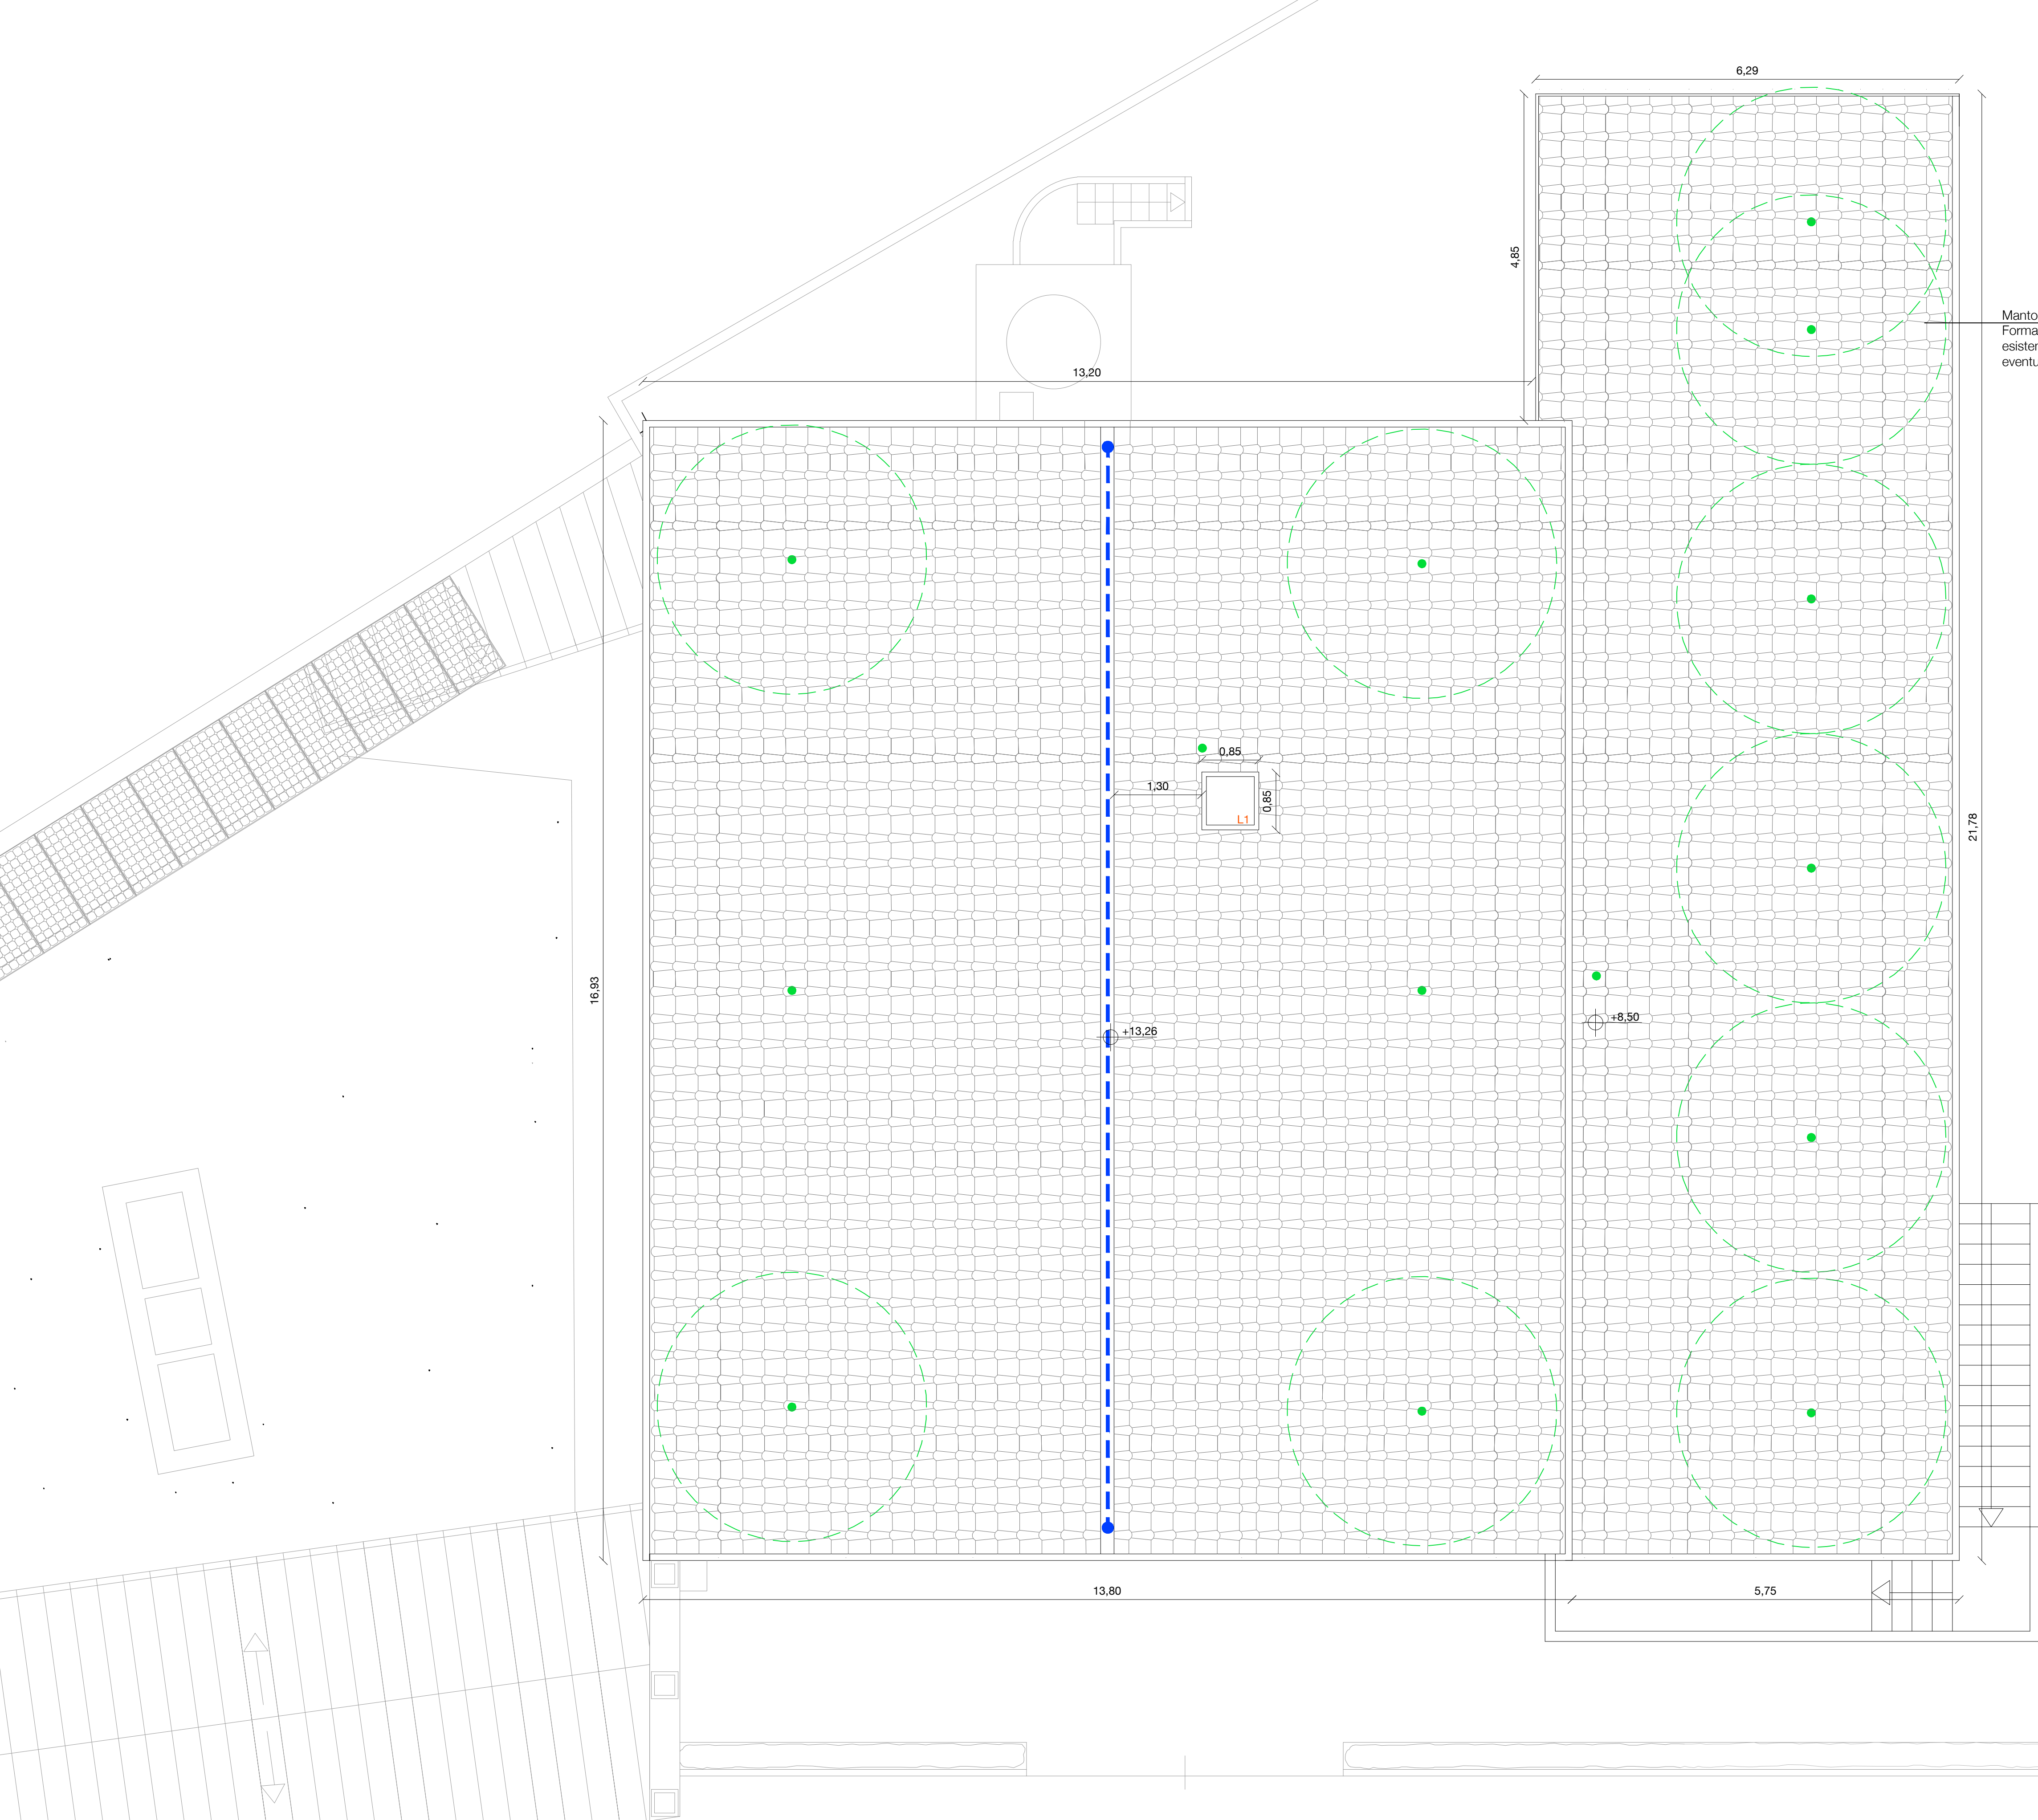 6,29
4,85
Manto
Forma
esister
eventu
13,20
0,85
1,30
0,85
L1
21,78
16,93
+13,26
+8,50
13,80
5,75